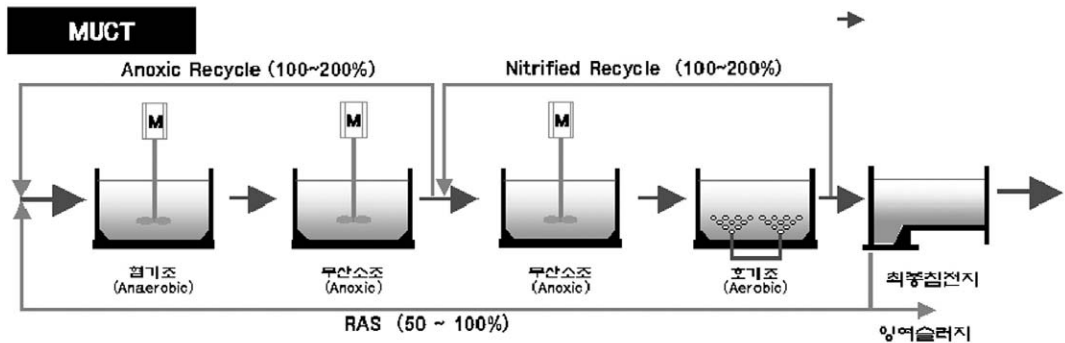 MUCT
Anoxic Recycle (100~200%)
Nitrified Recycle (100~200%)
M
M
M
혐기조
(Anaerobic)
무산소조
(Anoxic)
무산소조
(Anoxic)
호기조
(Aerobic)
최종침전지
RAS (50 ~ 100%)
잉여슬러지